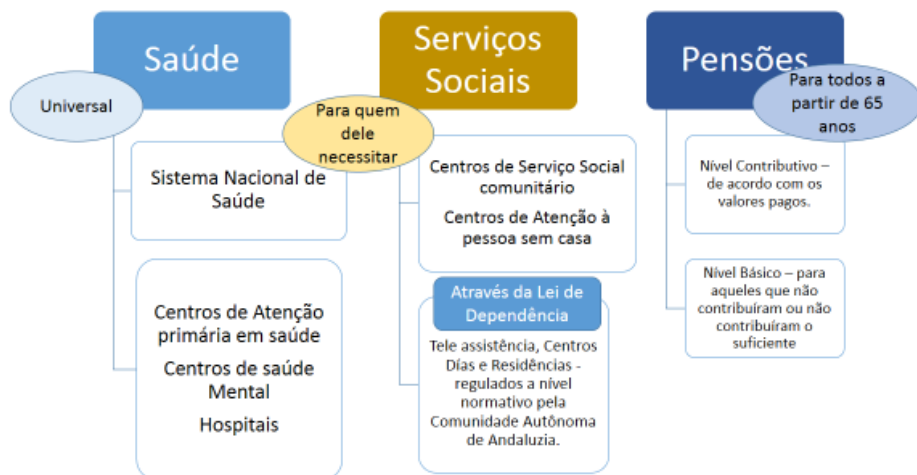 Saúde
Universal
Sistema Nacional de
Saúde
Centros de Atenção
primária em saúde
Centros de saúde
Mental
Hospitais
Serviços
Sociais
Para quem
dele
necessitar
Centros de Serviço Social
comunitário
Centros de Atenção à
pessoa sem casa
Através da Lei de
Dependência
Tele assistência, Centros
Días e Residências -
regulados a nível
normativo pela
Comunidade Autônoma
de Andaluzia.
Pensões
Para todos a
partir de 65
anos
Nível Contributivo –
de acordo com os
valores pagos.
Nível Básico – para
aqueles que não
contribuíram ou não
contribuíram o
suficiente